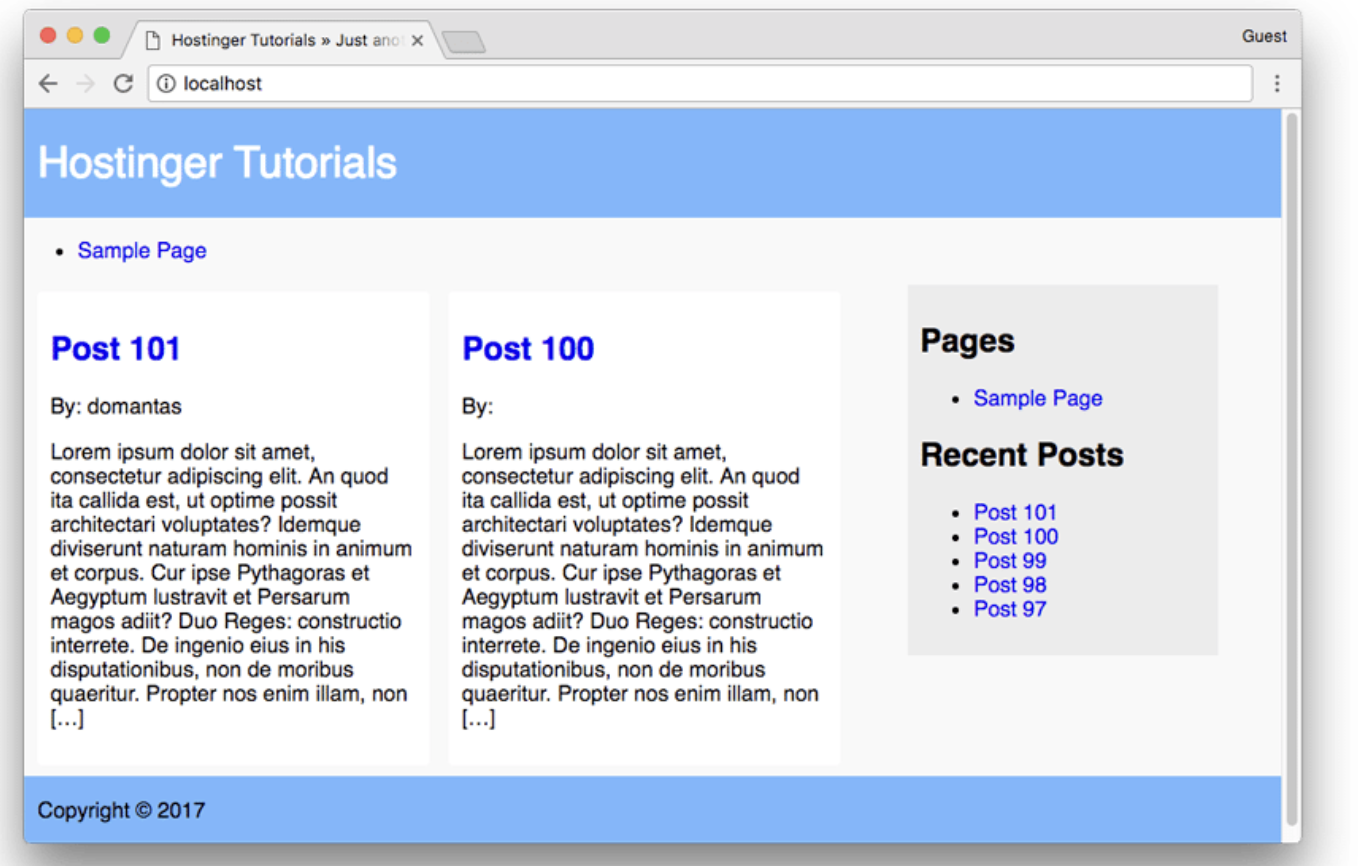 Hostinger Tutorials » Just ano
Guest
localhost
Hostinger Tutorials
• Sample Page
Post 101
By: domantas
Lorem ipsum dolor sit amet,
consectetur adipiscing elit. An quod
ita callida est, ut optime possit
architectari voluptates? Idemque
diviserunt naturam hominis in animum
et corpus. Cur ipse Pythagoras et
Aegyptum lustravit et Persarum
magos adiit? Duo Reges: constructio
interrete. De ingenio eius in his
disputationibus, non de moribus
quaeritur. Propter nos enim illam, non
[…]
Post 100
By:
Lorem ipsum dolor sit amet,
consectetur adipiscing elit. An quod
ita callida est, ut optime possit
architectari voluptates? Idemque
diviserunt naturam hominis in animum
et corpus. Cur ipse Pythagoras et
Aegyptum lustravit et Persarum
magos adiit? Duo Reges: constructio
interrete. De ingenio eius in his
disputationibus, non de moribus
quaeritur. Propter nos enim illam, non
[…]
Pages
• Sample Page
Recent Posts
• Post 101
• Post 100
• Post 99
• Post 98
• Post 97
Copyright © 2017